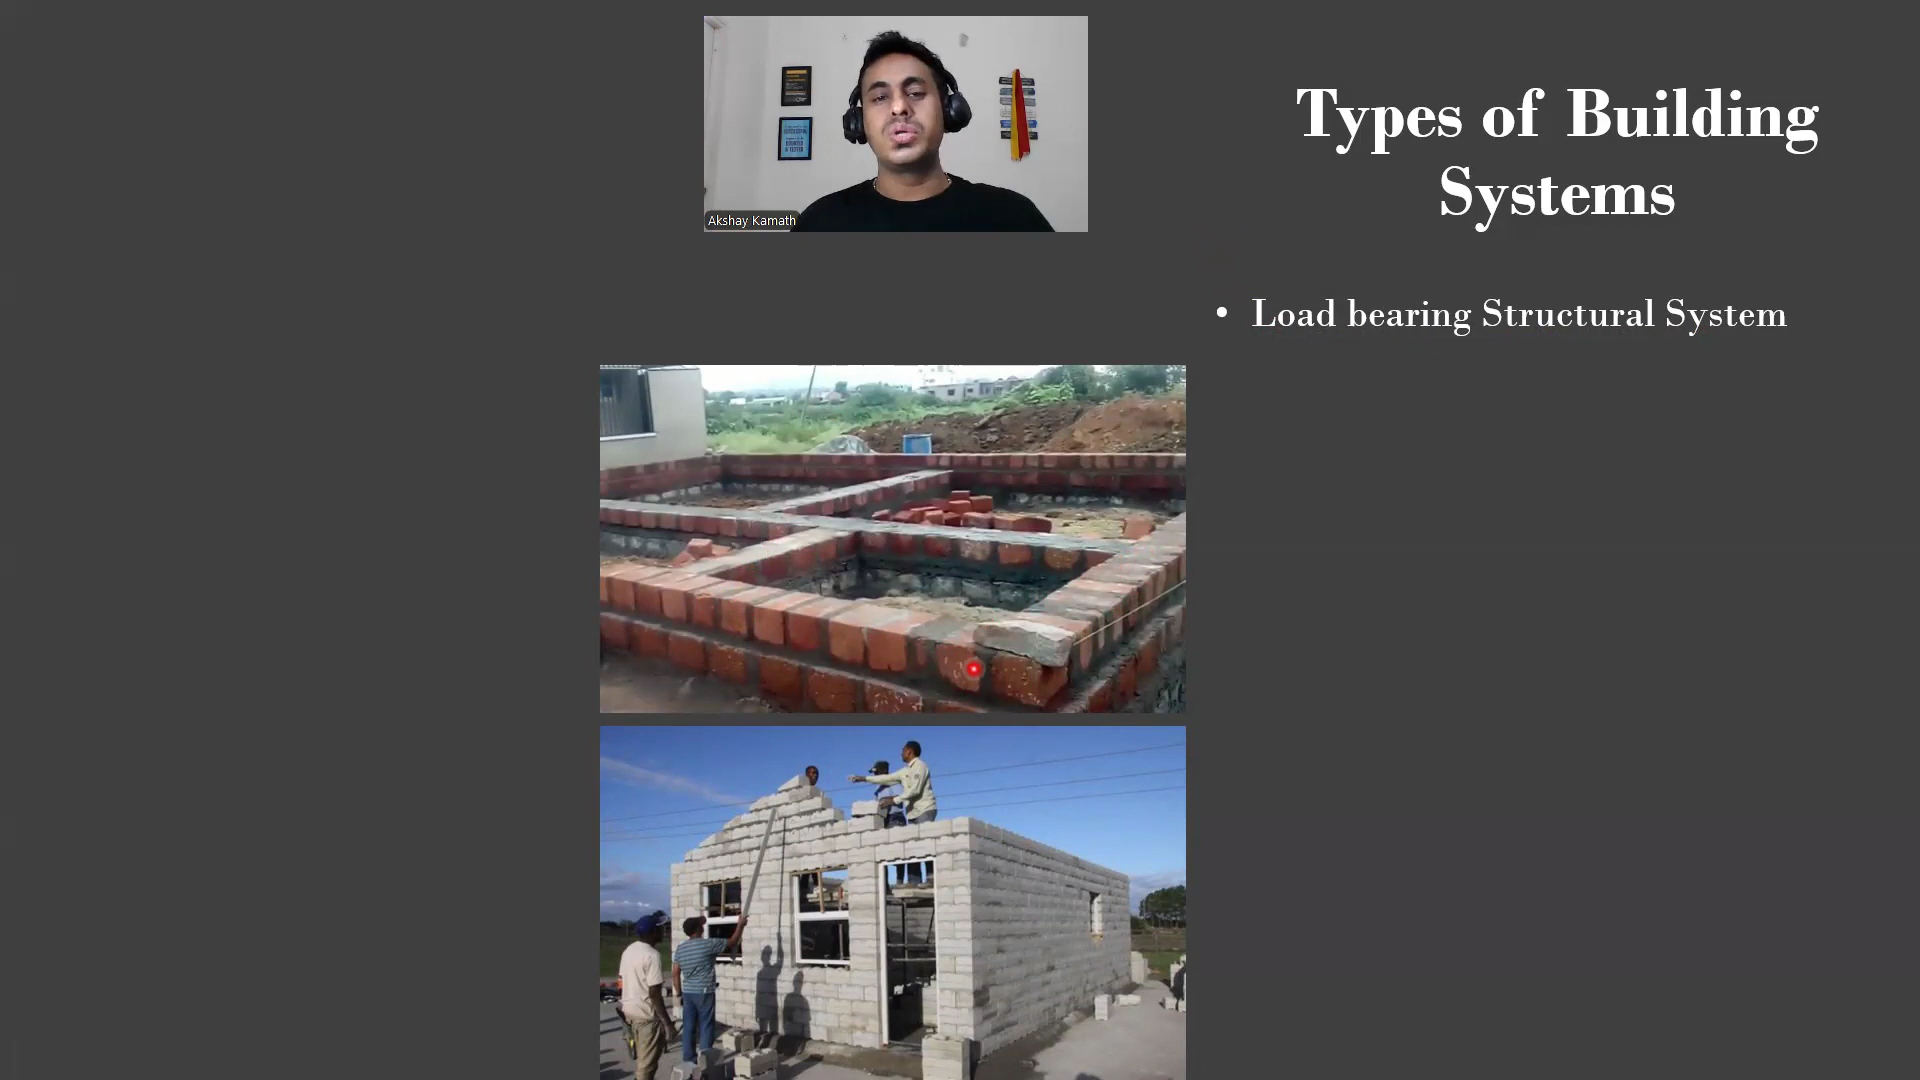 Akshay Kamath
Types of Building
Systems
• Load bearing Structural System